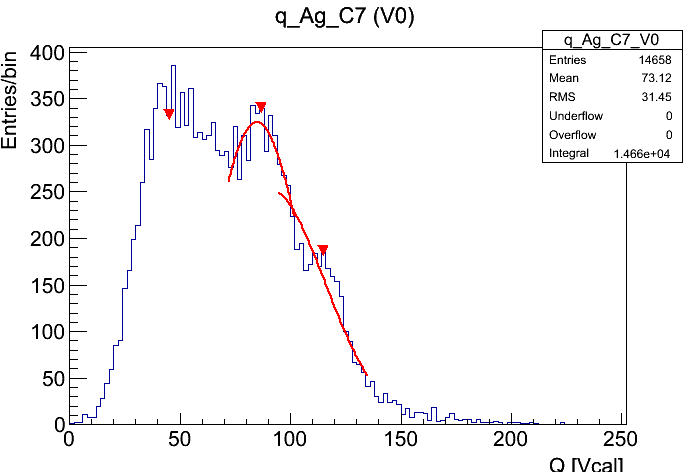 q_Ag_C7 (V0)
q_Ag_C7_V0
Entries 14658
Mean 73.12
RMS 31.45
Underflow 0
Overflow 0
Integral 1.466e+04
Entries/bin
400
350
300
250
200
150
100
50
0
0 50 100 150 200 250
Q [Vcal]